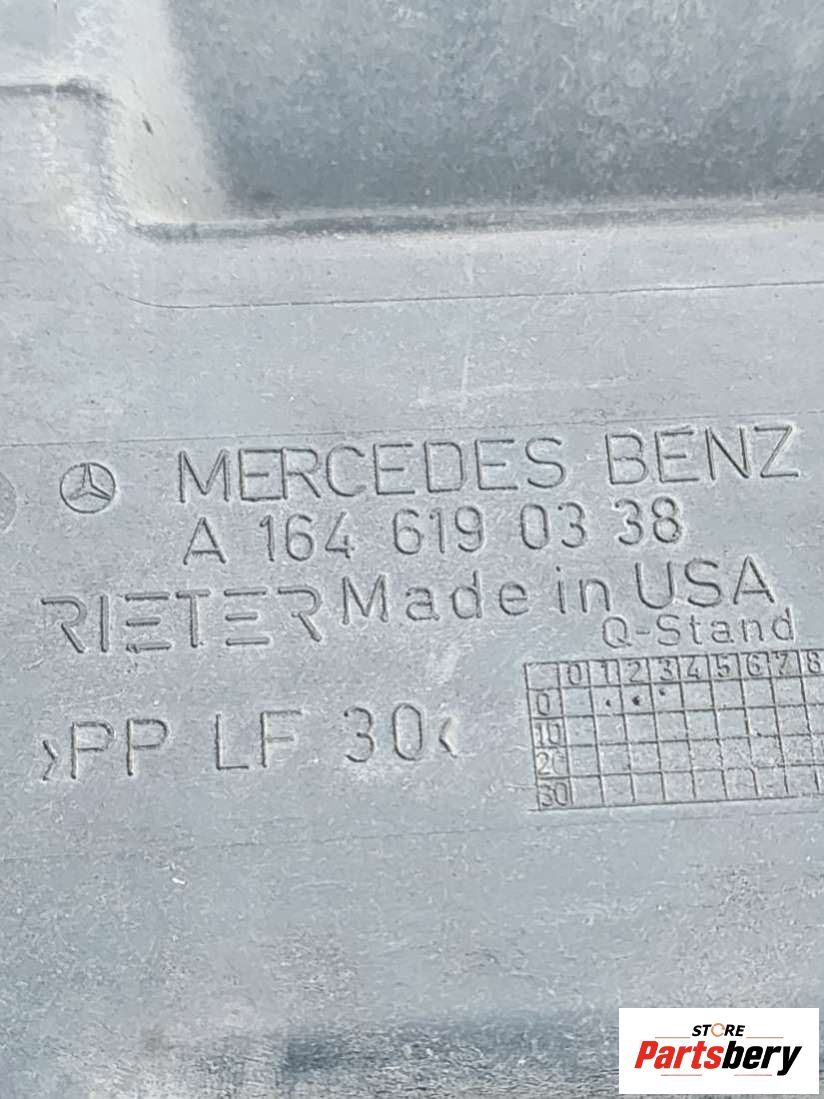 MERCEDES BENZ
A 164 619 03 38
RIETER Made in USA
Q-Stand
0 1 2 3 4 5 6 7 8
0
10
20
30
>PP LF 30<
STORE
Partsbery